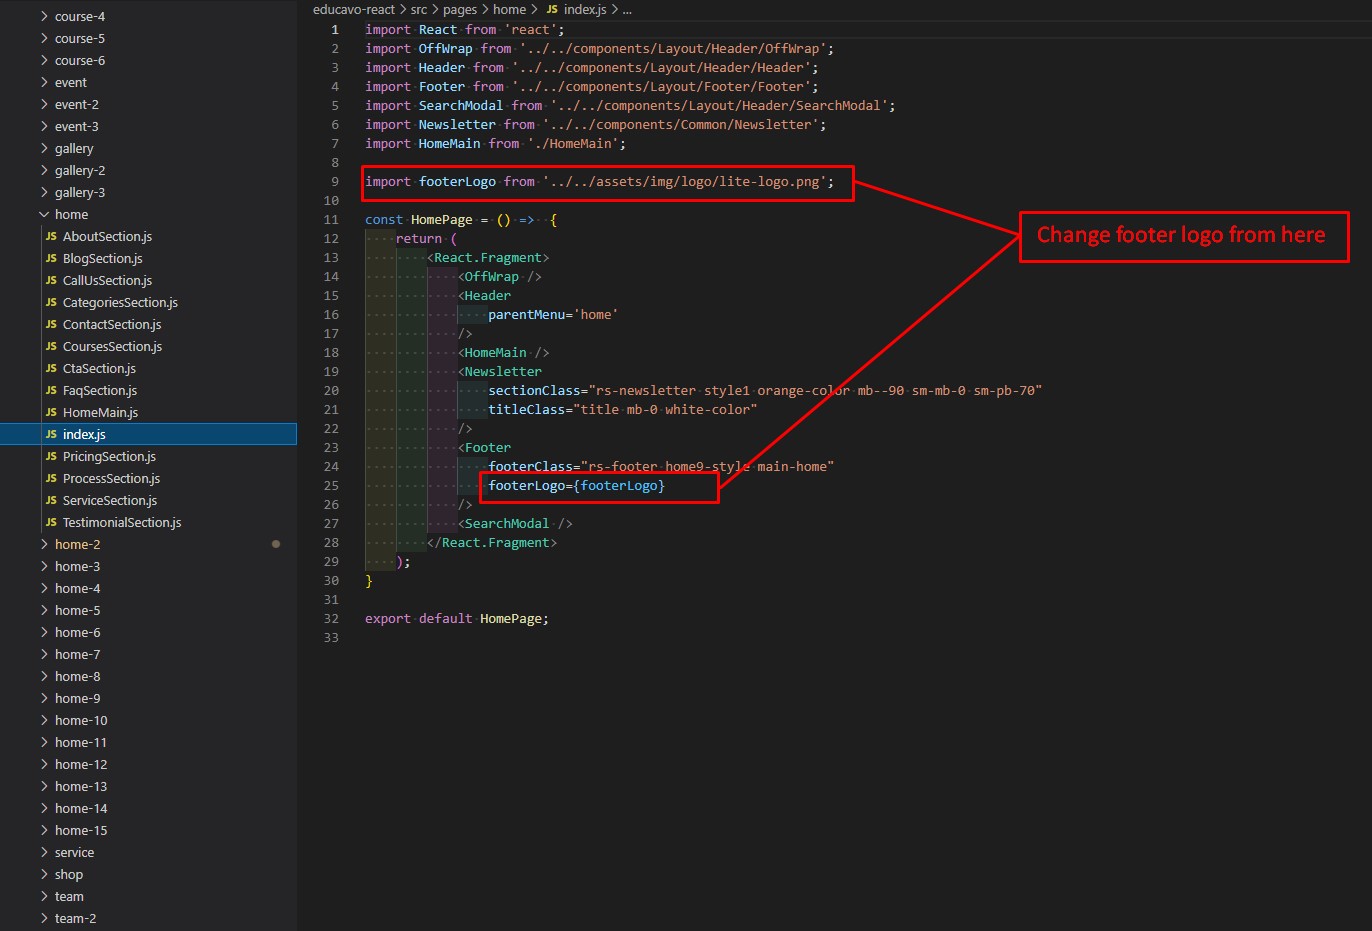 course-4
course-5
course-6
event
event-2
event-3
gallery
gallery-2
gallery-3
home
JS AboutSection.js
JS BlogSection.js
JS CallUsSection.js
JS CategoriesSection.js
JS ContactSection.js
JS CoursesSection.js
JS CtaSection.js
JS FaqSection.js
JS HomeMain.js
JS index.js
JS PricingSection.js
JS ProcessSection.js
JS ServiceSection.js
JS TestimonialSection.js
home-2
home-3
home-4
home-5
home-6
home-7
home-8
home-9
home-10
home-11
home-12
home-13
home-14
home-15
service
shop
team
team-2
educavo-react > src > pages > home > JS index.js > ...
1 import React from 'react';
2 import OffWrap from '../../components/Layout/Header/OffWrap';
3 import Header from '../../components/Layout/Header/Header';
4 import Footer from '../../components/Layout/Footer/Footer';
5 import SearchModal from '../../components/Layout/Header/SearchModal';
6 import Newsletter from '../../components/Common/Newsletter';
7 import HomeMain from './HomeMain';
8
9 import footerLogo from '../../assets/img/logo/lite-logo.png';
10
11 const HomePage = () => {
12 return (
13 <React.Fragment>
14 <OffWrap />
15 <Header
16 parentMenu='home'
17 />
18 <HomeMain />
19 <Newsletter
20 sectionClass="rs-newsletter style1 orange-color mb--90 sm-mb-0 sm-pb-70"
21 titleClass="title mb-0 white-color"
22 />
23 <Footer
24 footerClass="rs-footer home9-style main-home"
25 footerLogo={footerLogo}
26 />
27 <SearchModal />
28 </React.Fragment>
29 );
30 }
31
32 export default HomePage;
33
Change footer logo from here